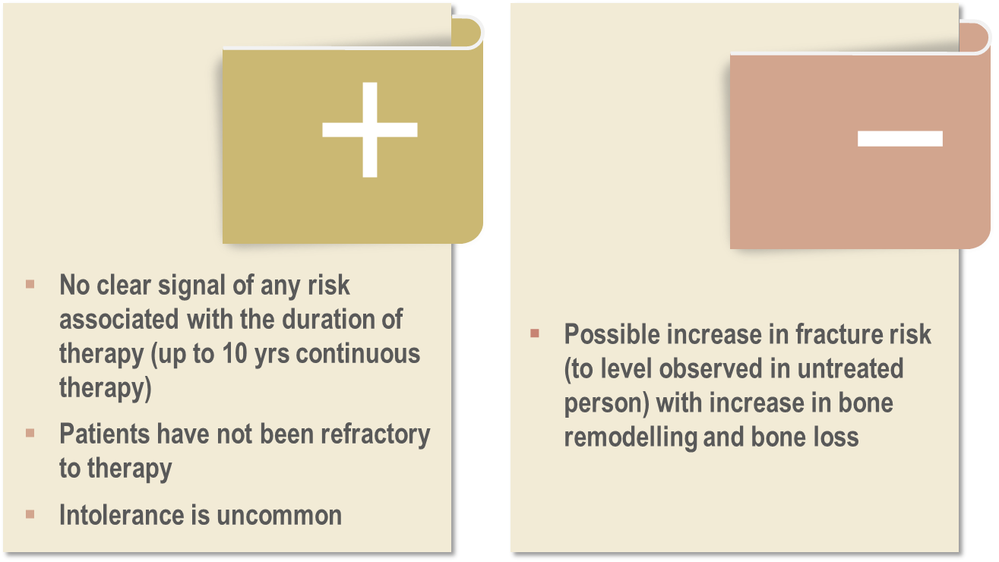 +
No clear signal of any risk
associated with the duration of
therapy (up to 10 yrs continuous
therapy)
Patients have not been refractory
to therapy
Intolerance is uncommon
–
Possible increase in fracture risk
(to level observed in untreated
person) with increase in bone
remodelling and bone loss